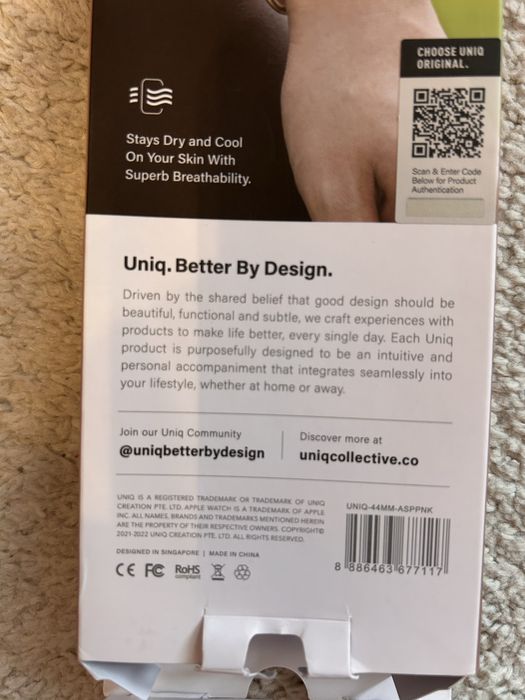 CHOOSE UNIQ
ORIGINAL.
Scan & Enter Code
Below for Product
Authentication
Stays Dry and Cool
On Your Skin With
Superb Breathability.
Uniq. Better By Design.
Driven by the shared belief that good design should be
beautiful, functional and subtle, we craft experiences with
products to make life better, every single day. Each Uniq
product is purposefully designed to be an intuitive and
personal accompaniment that integrates seamlessly into
your lifestyle, whether at home or away.
Join our Uniq Community
@uniqbetterbydesign
Discover more at
uniqcollective.co
UNIQ IS A REGISTERED TRADEMARK OR TRADEMARK OF UNIQ
CREATION PTE. LTD. APPLE WATCH IS A TRADEMARK OF APPLE
INC. ALL NAMES, BRANDS AND TRADEMARKS MENTIONED HEREIN
ARE THE PROPERTY OF THEIR RESPECTIVE OWNERS. COPYRIGHT©
2021-2022 UNIQ CREATION PTE. LTD. ALL RIGHTS RESERVED.
DESIGNED IN SINGAPORE | MADE IN CHINA
CE FC RoHS
compliant
UNIQ-44MM-ASPPNK
8 886463 677117